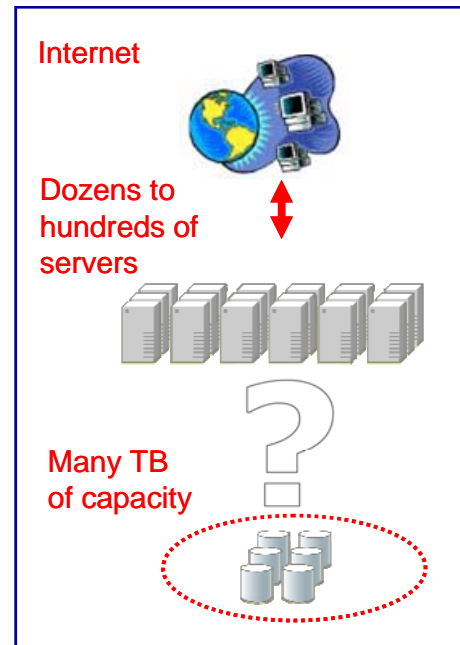 Internet
Dozens to
hundreds of
servers
?
Many TB
of capacity